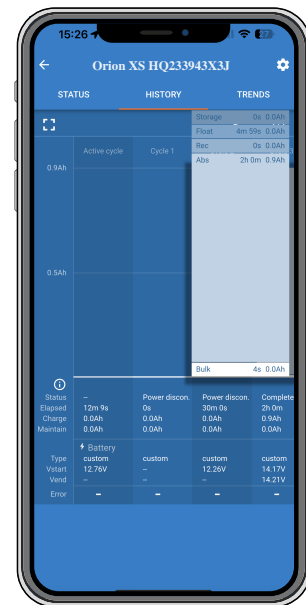 15:26 27
Orion XS HQ233943X3J
STATUS HISTORY TRENDS
Storage 0s 0.0Ah
Float 4m 59s 0.0Ah
Active cycle Cycle 1
Rec 0s 0.0Ah
Abs 2h 0m 0.9Ah
0.9Ah
0.5Ah
Bulk 4s 0.0Ah
Status -- Power discon. Power discon. Complete
Elapsed 12m 9s 0s 30m 0s 2h 0m
Charge 0.0Ah 0.0Ah 0.0Ah 0.9Ah
Maintain 0.0Ah 0.0Ah 0.0Ah 0.0Ah
Battery
Type custom custom custom custom
Vstart 12.76V -- 12.26V 14.17V
Vend -- -- -- 14.21V
Error – – – –